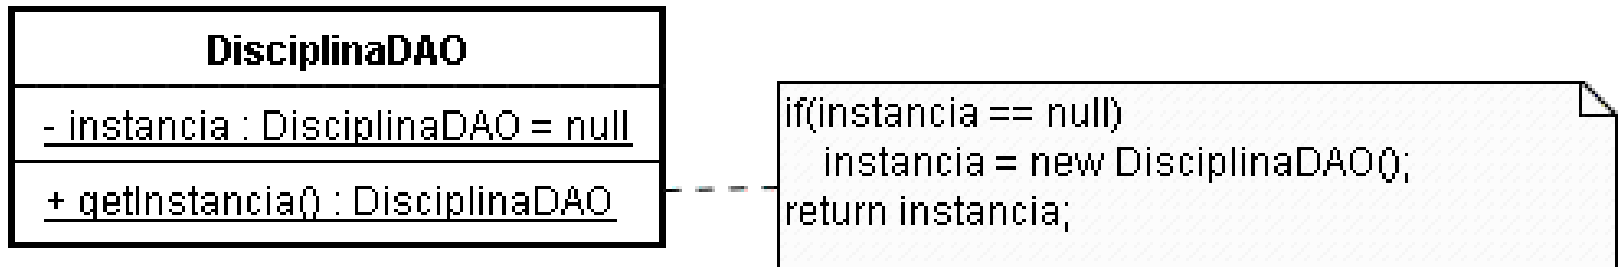 DisciplinaDAO
- instancia : DisciplinaDAO = null
+ getInstancia() : DisciplinaDAO
if(instancia == null)
instancia = new DisciplinaDAO();
return instancia;